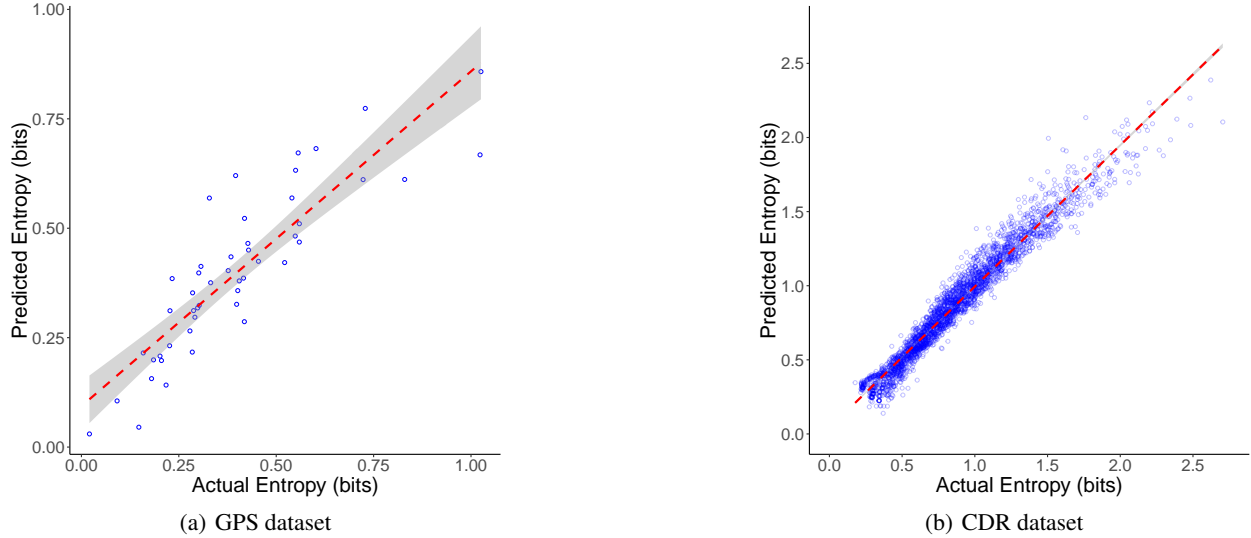 1.00
0.75
0.50
0.25
0.00
Predicted Entropy (bits)
0.00 0.25 0.50 0.75 1.00
Actual Entropy (bits)
(a) GPS dataset
2.5
2.0
1.5
1.0
0.5
0.0
Predicted Entropy (bits)
0.0 0.5 1.0 1.5 2.0 2.5
Actual Entropy (bits)
(b) CDR dataset